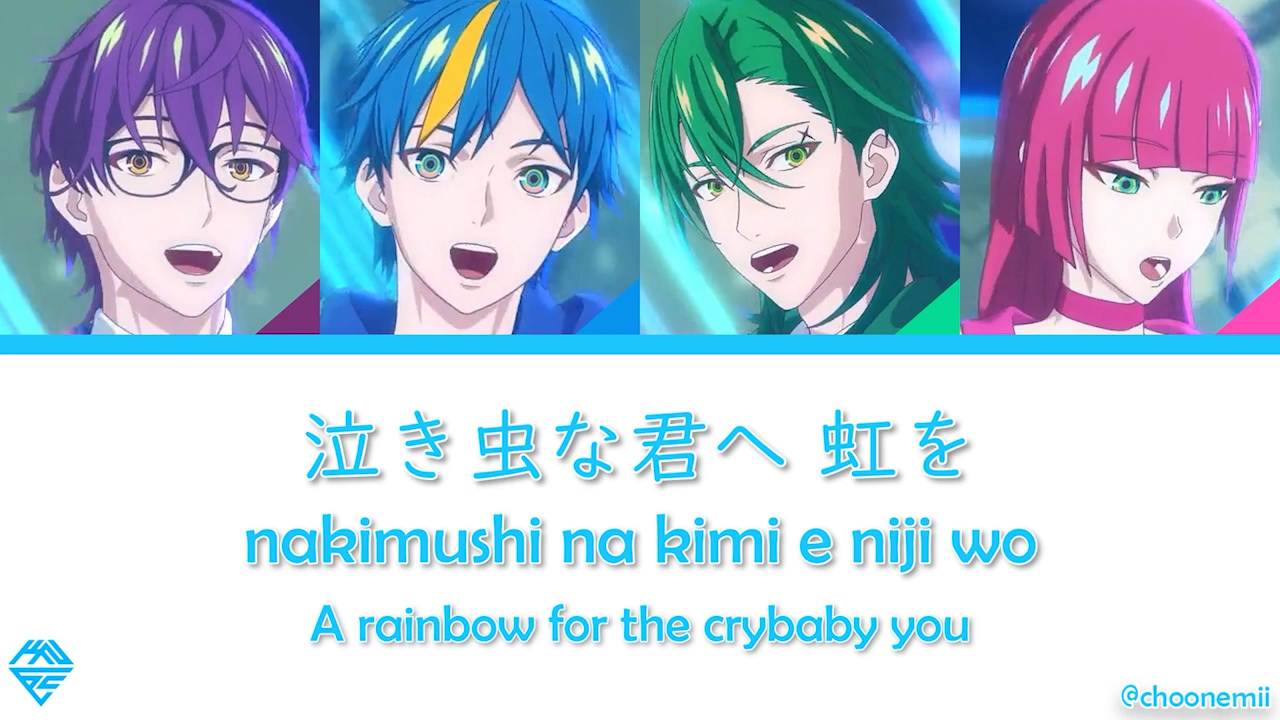 泣き虫な君へ 虹を
nakimushi na kimi e niji wo
A rainbow for the crybaby you
@choonemii